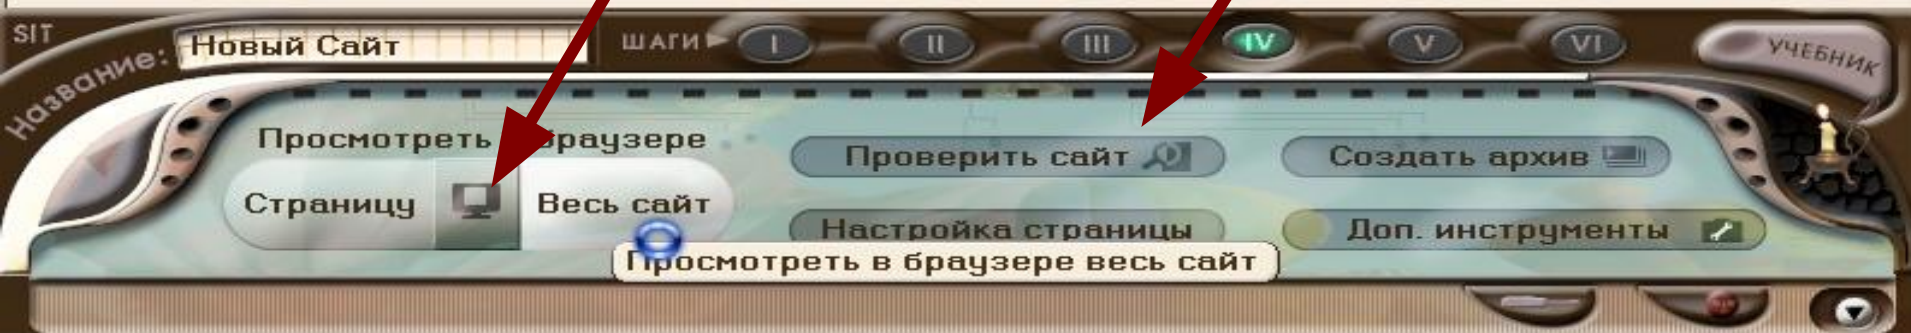 SIT
Название: Новый Сайт
ШАГИ I II III IV V VI
УЧЕБНИК
Просмотреть браузере
Страницу Весь сайт
Проверить сайт
Создать архив
Настройка страницы
Доп. инструменты
Просмотреть в браузере весь сайт